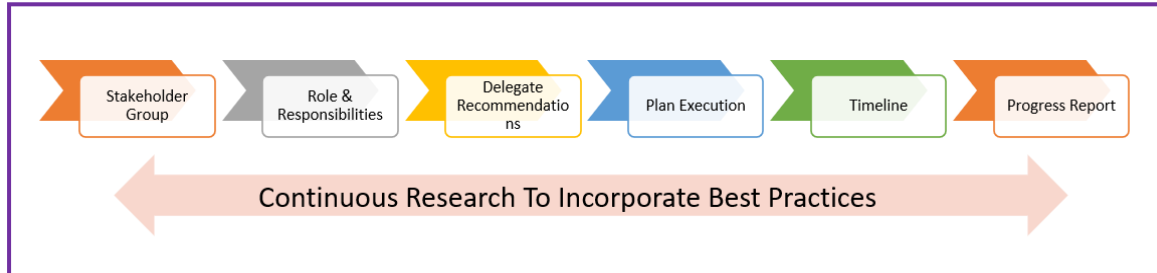 Stakeholder
Group
Role &
Responsibilities
Delegate
Recommendatio
ns
Plan Execution
Timeline
Progress Report
Continuous Research To Incorporate Best Practices